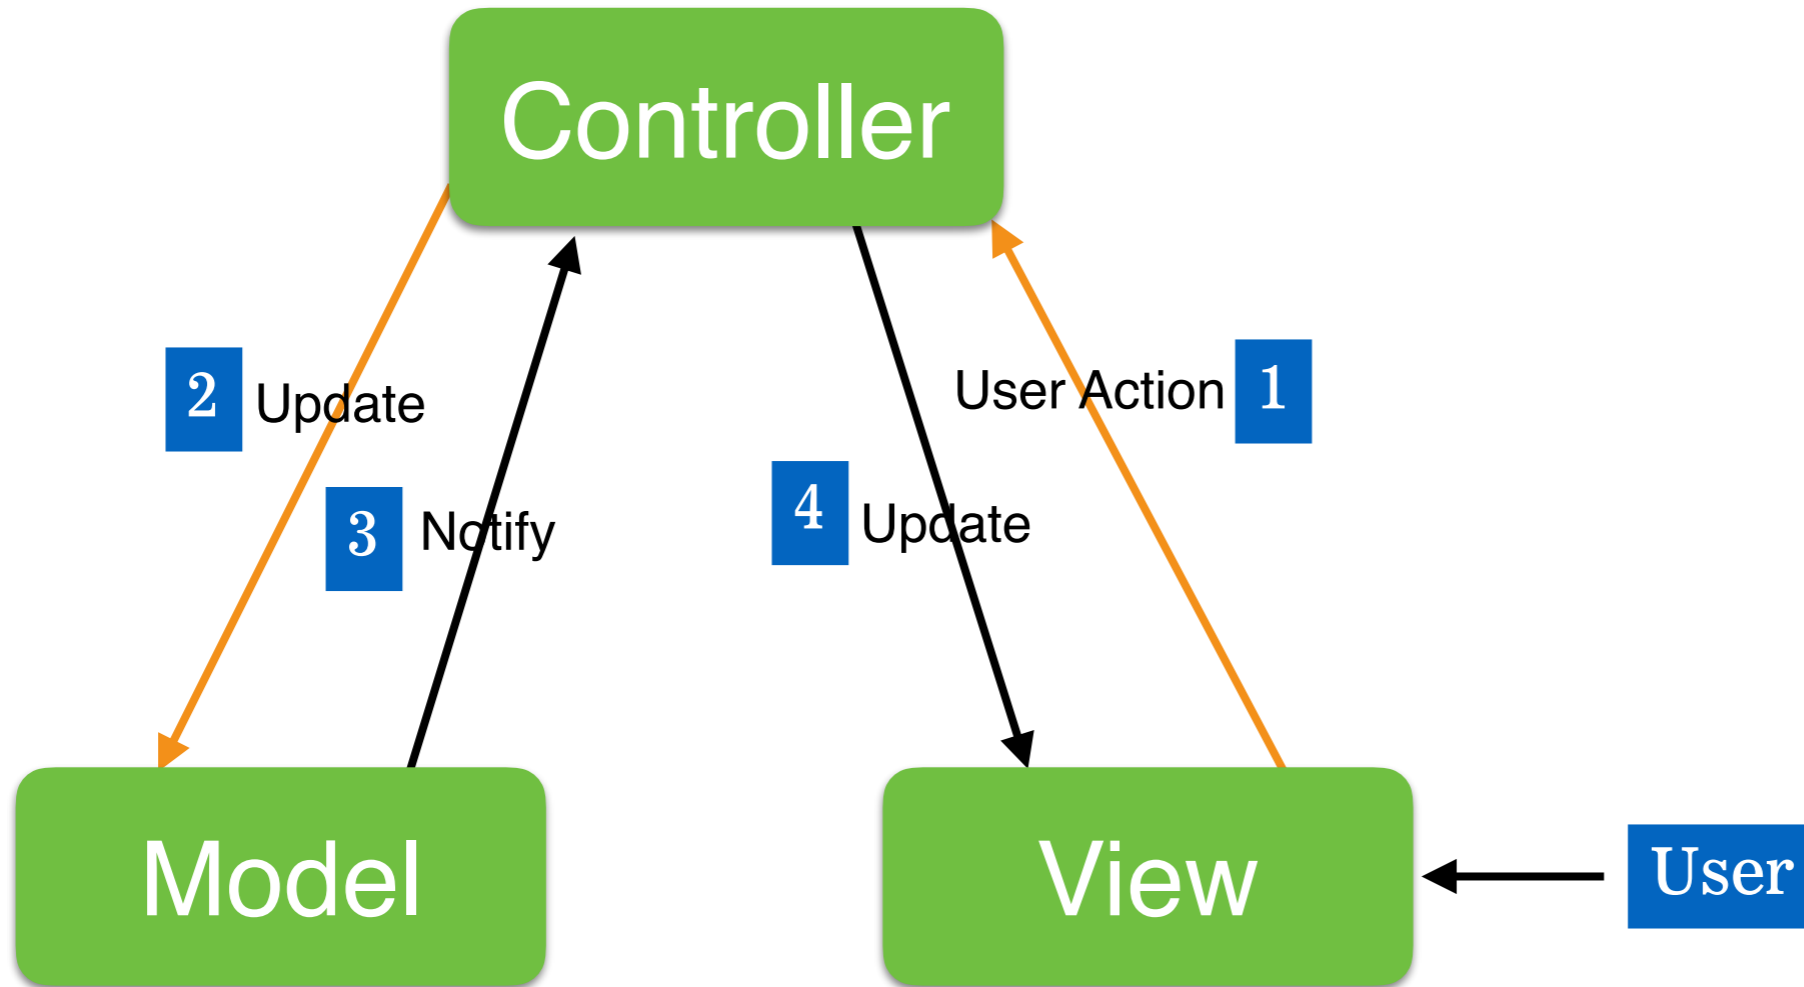 Controller
2 Update
User Action 1
3 Notify
4 Update
Model
View
User